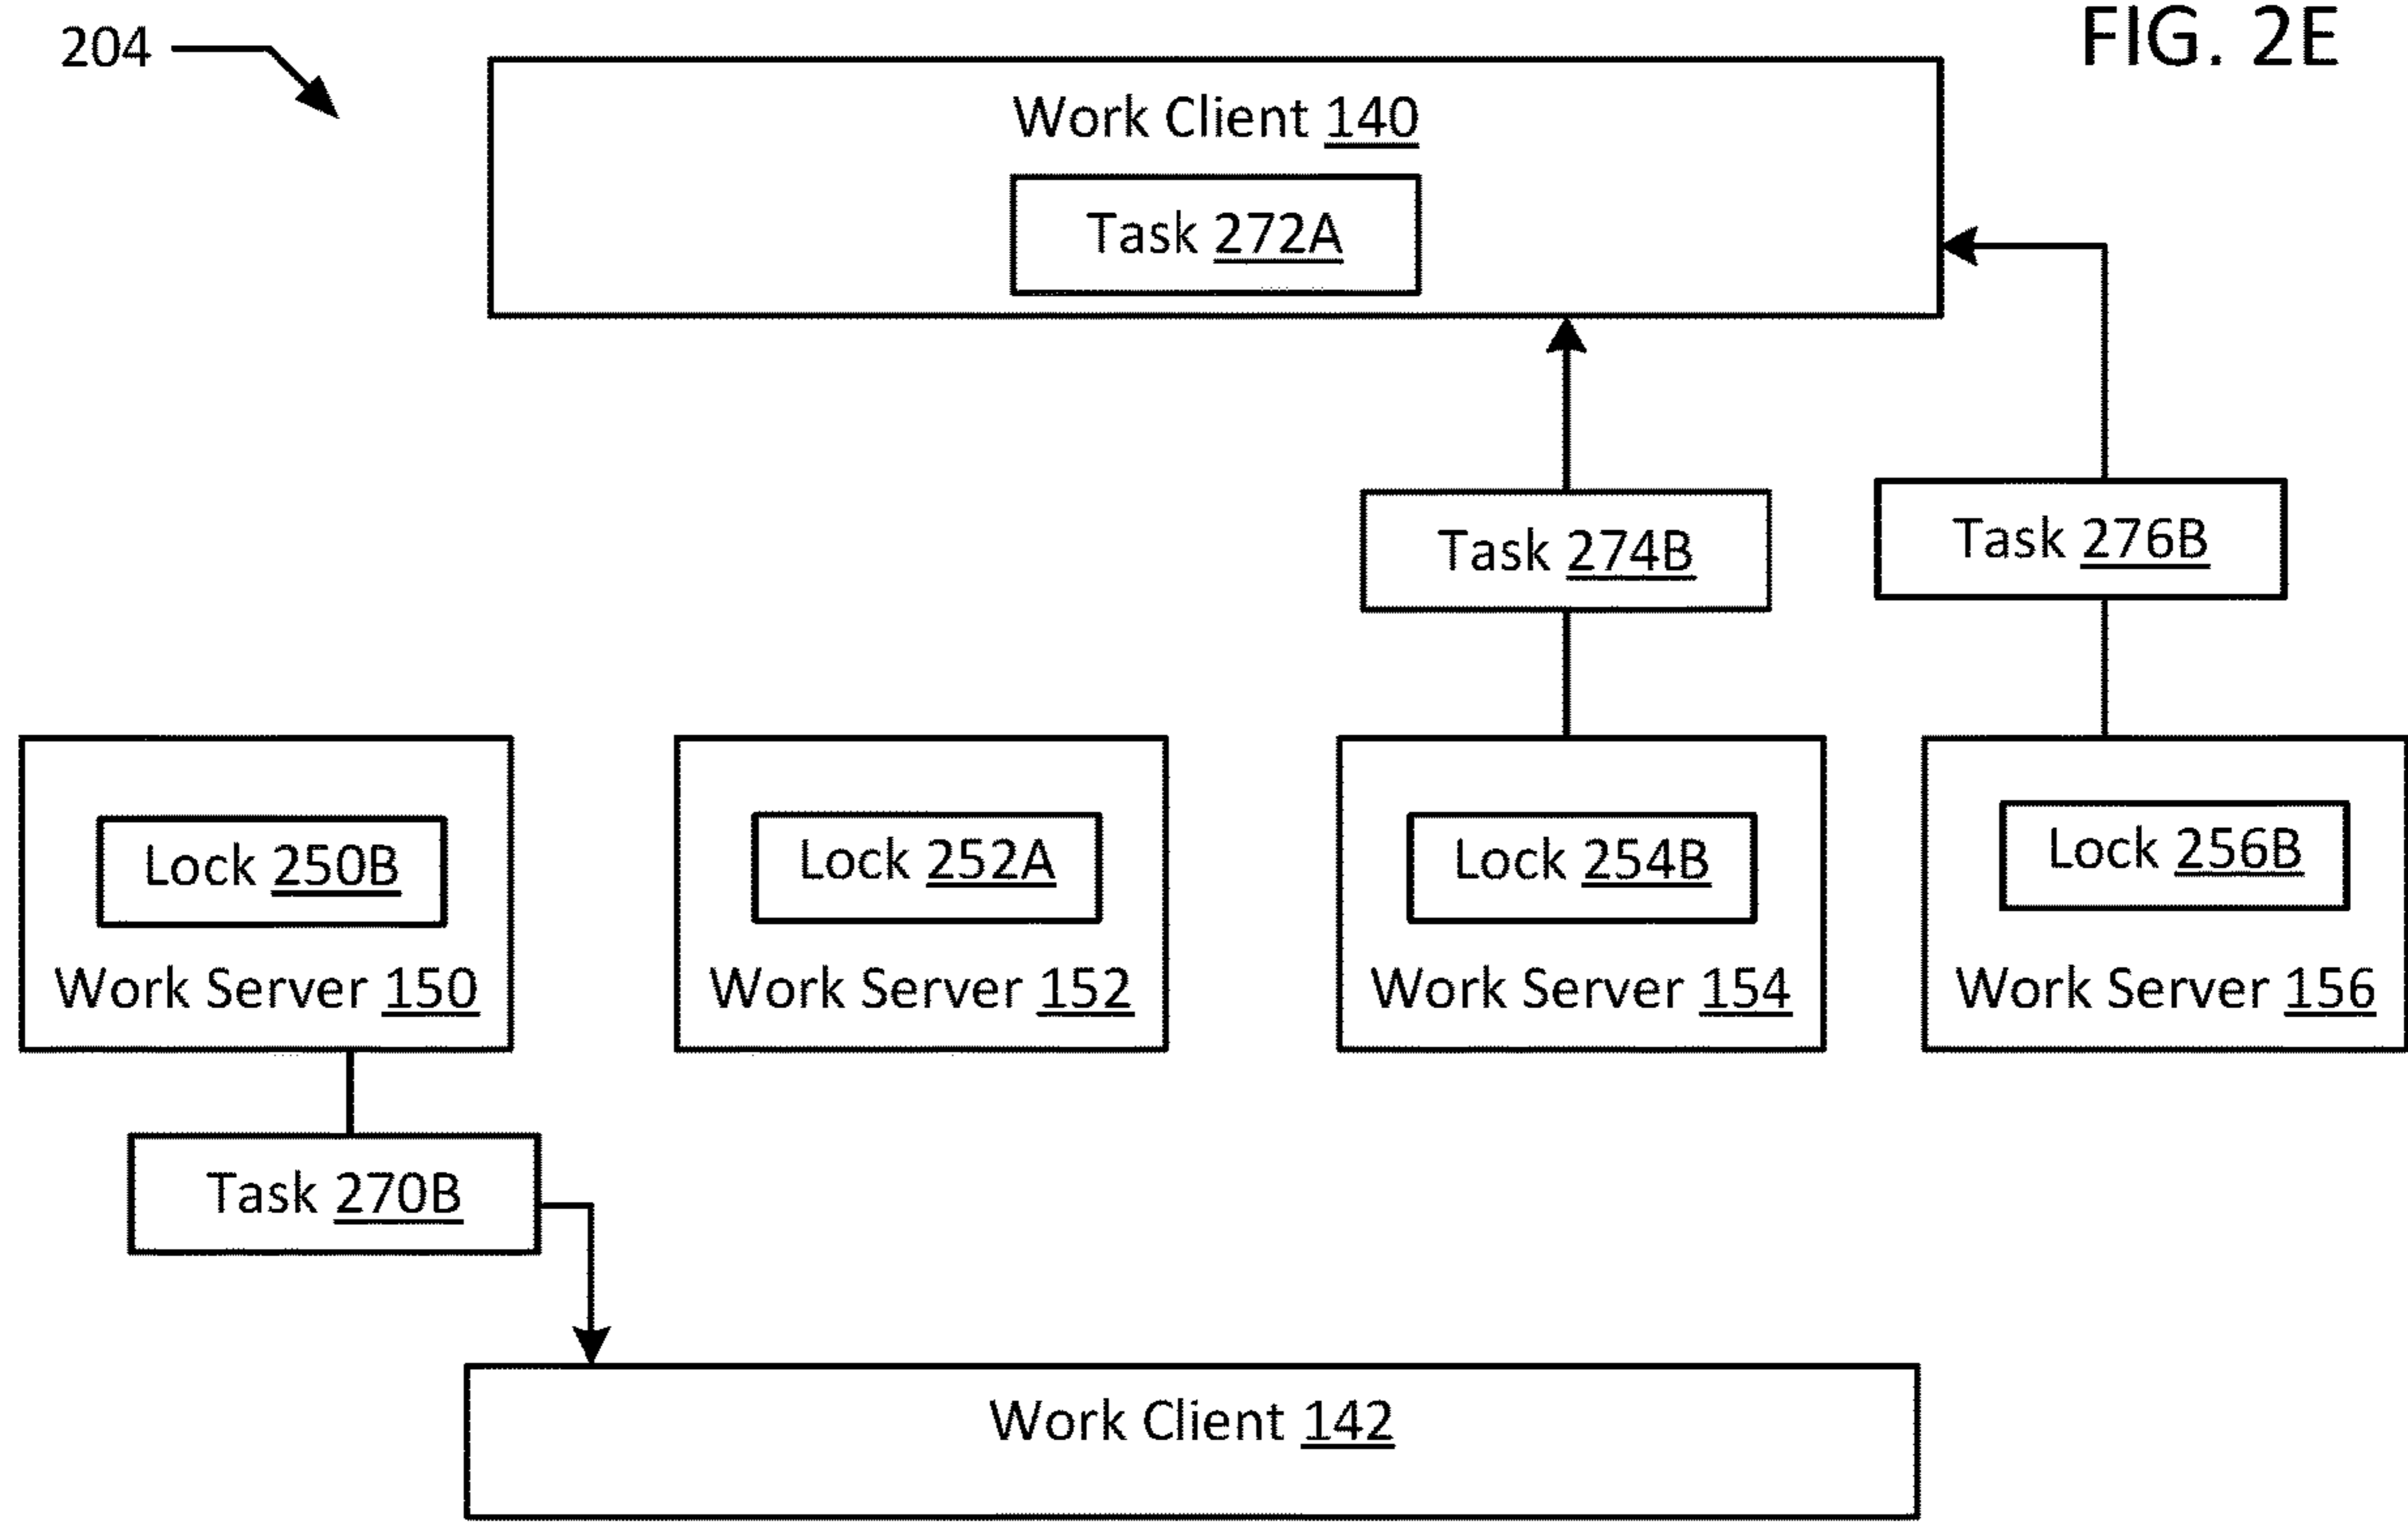 FIG. 2E
204
Work Client 140
Task 272A
Task 274B
Task 276B
Lock 250B
Work Server 150
Lock 252A
Work Server 152
Lock 254B
Work Server 154
Lock 256B
Work Server 156
Task 270B
Work Client 142